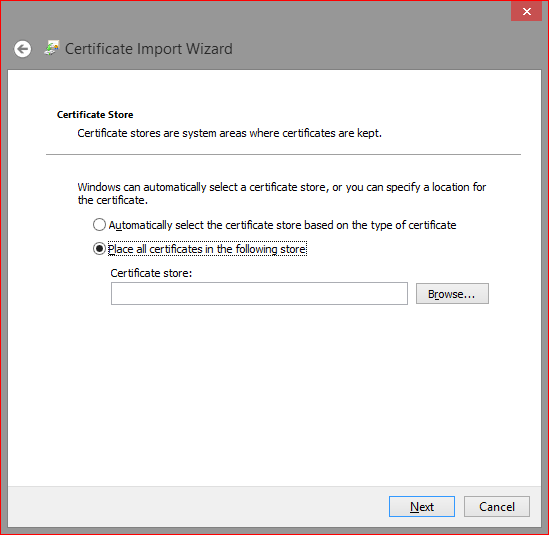 Certificate Import Wizard
Certificate Store
Certificate stores are system areas where certificates are kept.
Windows can automatically select a certificate store, or you can specify a location for
the certificate.
Automatically select the certificate store based on the type of certificate
Place all certificates in the following store
Certificate store:
Browse...
Next
Cancel